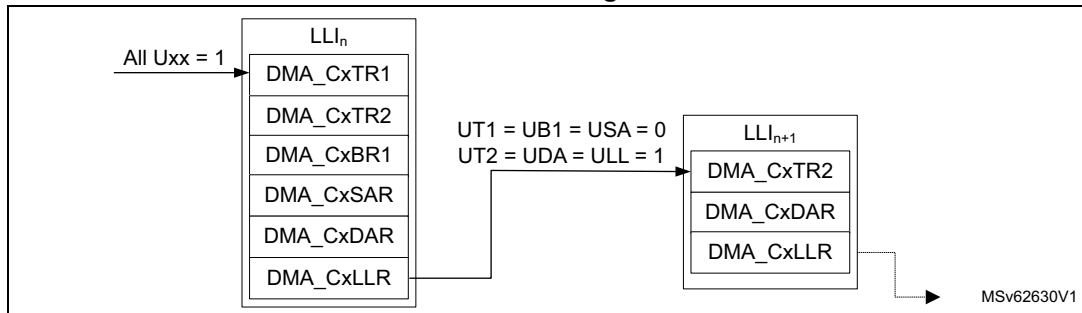 All Uxx = 1
LLIn
DMA_CxTR1
DMA_CxTR2
DMA_CxBR1
DMA_CxSAR
DMA_CxDAR
DMA_CxLLR
UT1 = UB1 = USA = 0
UT2 = UDA = ULL = 1
LLIn+1
DMA_CxTR2
DMA_CxDAR
DMA_CxLLR
MSv62630V1